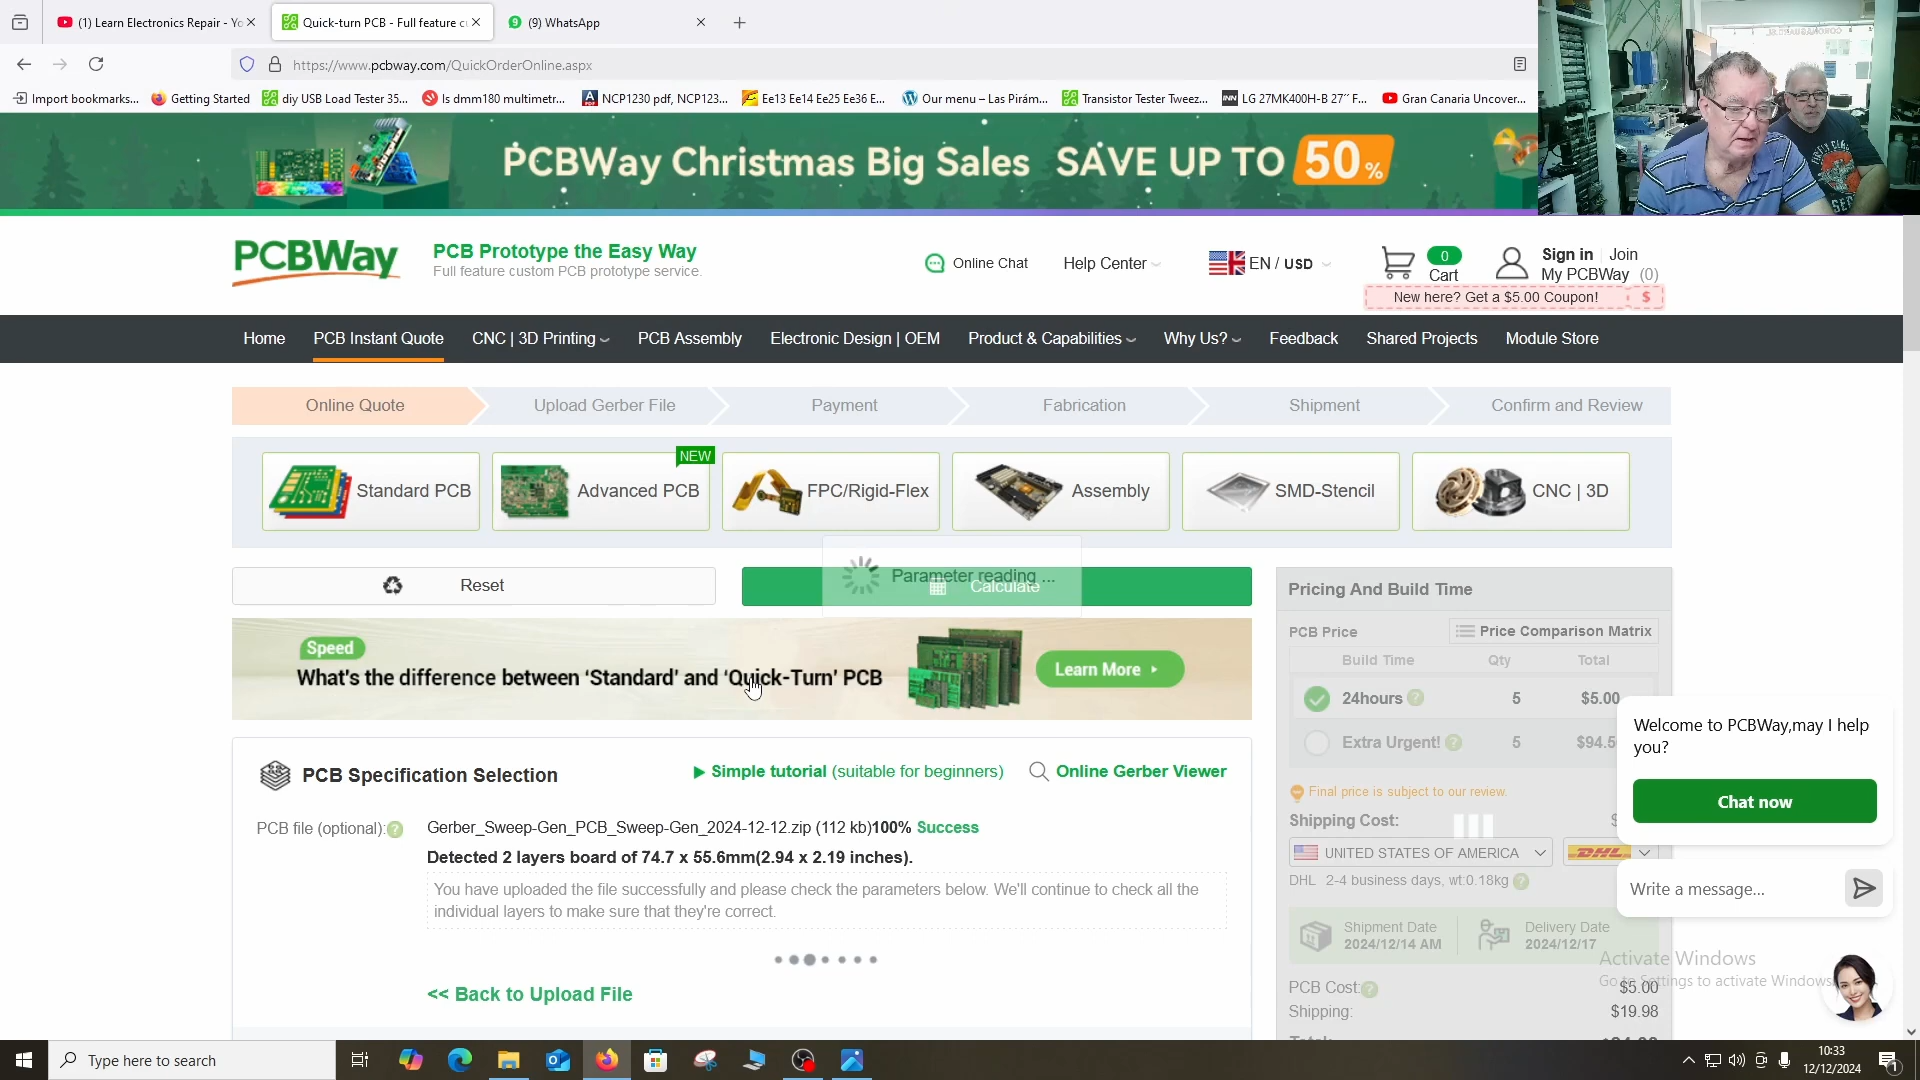 (1) Learn Electronics Repair - Yo
Quick-turn PCB - Full feature c
(9) WhatsApp
https://www.pcbway.com/QuickOrderOnline.aspx
Import bookmarks...
Getting Started
diy USB Load Tester 35...
Is dmm180 multimetr...
NCP1230 pdf, NCP123...
Ee13 Ee14 Ee25 Ee36 E...
Our menu – Las Pirám...
Transistor Tester Tweez...
LG 27MK400H-B 27´´ F...
Gran Canaria Uncover...
PCBWay Christmas Big Sales SAVE UP TO 50%
PCBWay
PCB Prototype the Easy Way
Full feature custom PCB prototype service.
Online Chat
Help Center
EN / USD
0
Cart
Sign in
Join
My PCBWay (0)
New here? Get a $5.00 Coupon!
$
Home
PCB Instant Quote
CNC | 3D Printing
PCB Assembly
Electronic Design | OEM
Product & Capabilities
Why Us?
Feedback
Shared Projects
Module Store
Online Quote
Upload Gerber File
Payment
Fabrication
Shipment
Confirm and Review
Standard PCB
NEW
Advanced PCB
FPC/Rigid-Flex
Assembly
SMD-Stencil
CNC | 3D
Reset
Parameter reading ...
Calculate
Speed
What's the difference between ‘Standard’ and ‘Quick-Turn’ PCB
Learn More
PCB Specification Selection
Simple tutorial (suitable for beginners)
Online Gerber Viewer
PCB file (optional):
Gerber_Sweep-Gen_PCB_Sweep-Gen_2024-12-12.zip (112 kb)100% Success
Detected 2 layers board of 74.7 x 55.6mm(2.94 x 2.19 inches).
You have uploaded the file successfully and please check the parameters below. We'll continue to check all the
individual layers to make sure that they're correct.
<< Back to Upload File
Pricing And Build Time
PCB Price
Price Comparison Matrix
Build Time
Qty
Total
24hours
5
$5.00
Extra Urgent!
5
$94.5
Final price is subject to our review.
Shipping Cost:
$
UNITED STATES OF AMERICA
DHL
DHL 2-4 business days, wt:0.18kg
Shipment Date
2024/12/14 AM
Delivery Date
2024/12/17
PCB Cost:
$5.00
Shipping:
$19.98
Welcome to PCBWay,may I help
you?
Chat now
Write a message...
Activate Windows
Go to Settings to activate Windows
Type here to search
10:33
12/12/2024
1